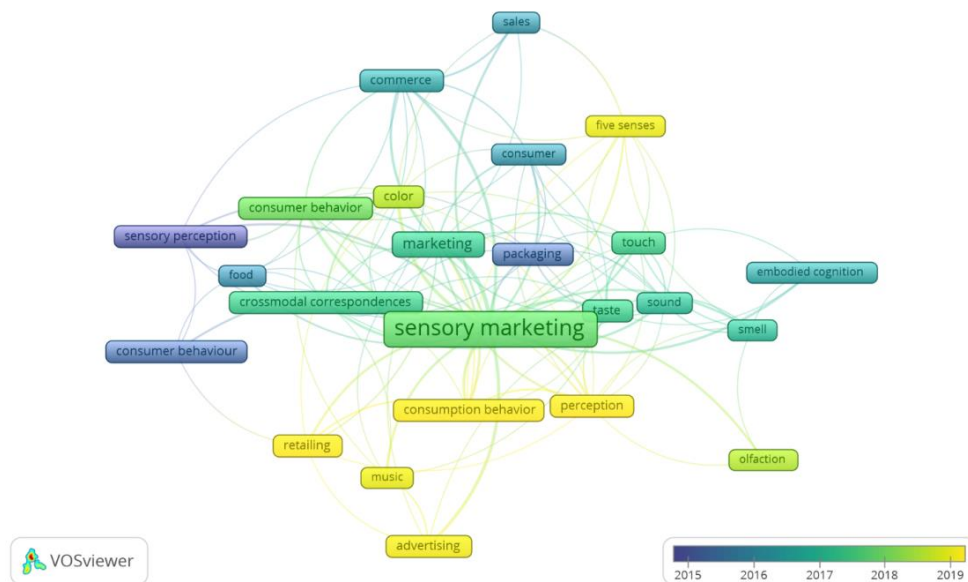 sales
commerce
five senses
consumer
color
consumer behavior
sensory perception
marketing
touch
packaging
food
embodied cognition
crossmodal correspondences
taste
sound
sensory marketing
smell
consumer behaviour
consumption behavior
perception
retailing
olfaction
music
advertising
VOSviewer
2015 2016 2017 2018 2019